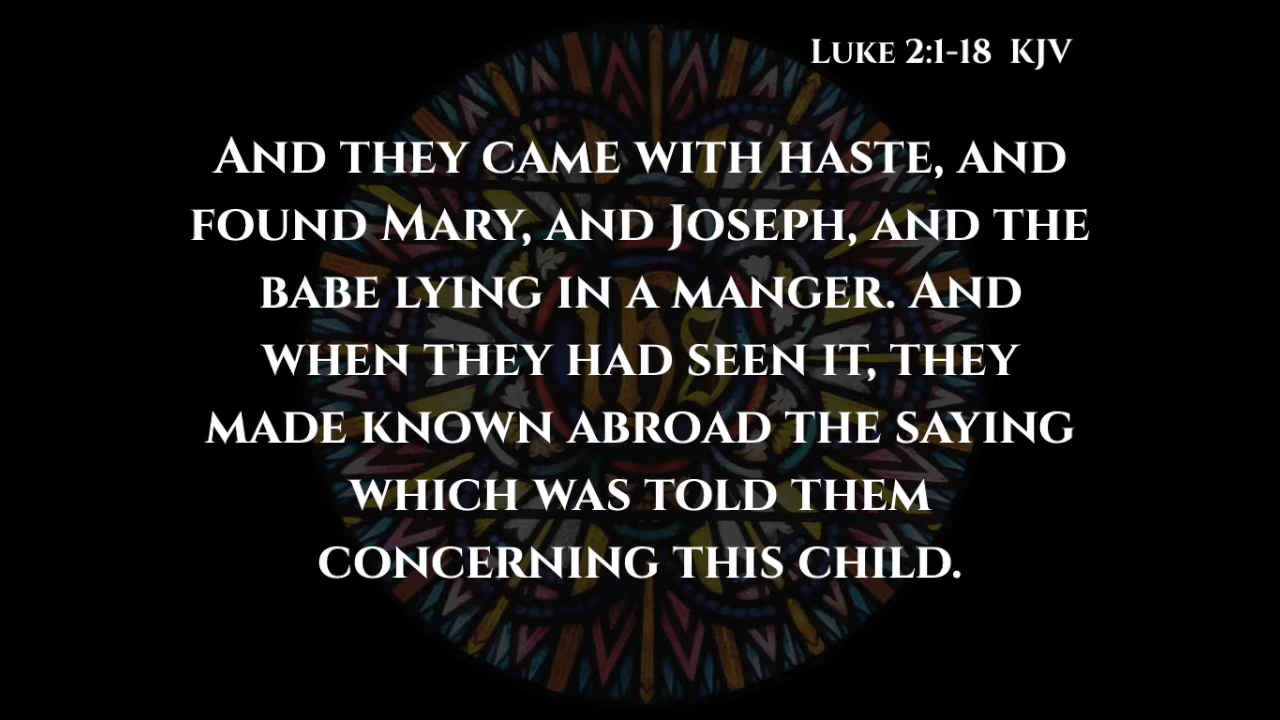 Luke 2:1-18 KJV
And they came with haste, and
found Mary, and Joseph, and the
babe lying in a manger. And
when they had seen it, they
made known abroad the saying
which was told them
concerning this child.
IHS